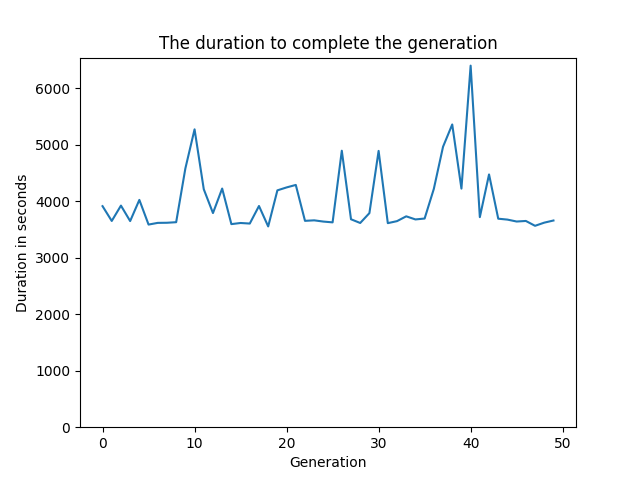 The duration to complete the generation
6000
5000
4000
3000
2000
1000
0
Duration in seconds
0 10 20 30 40 50
Generation